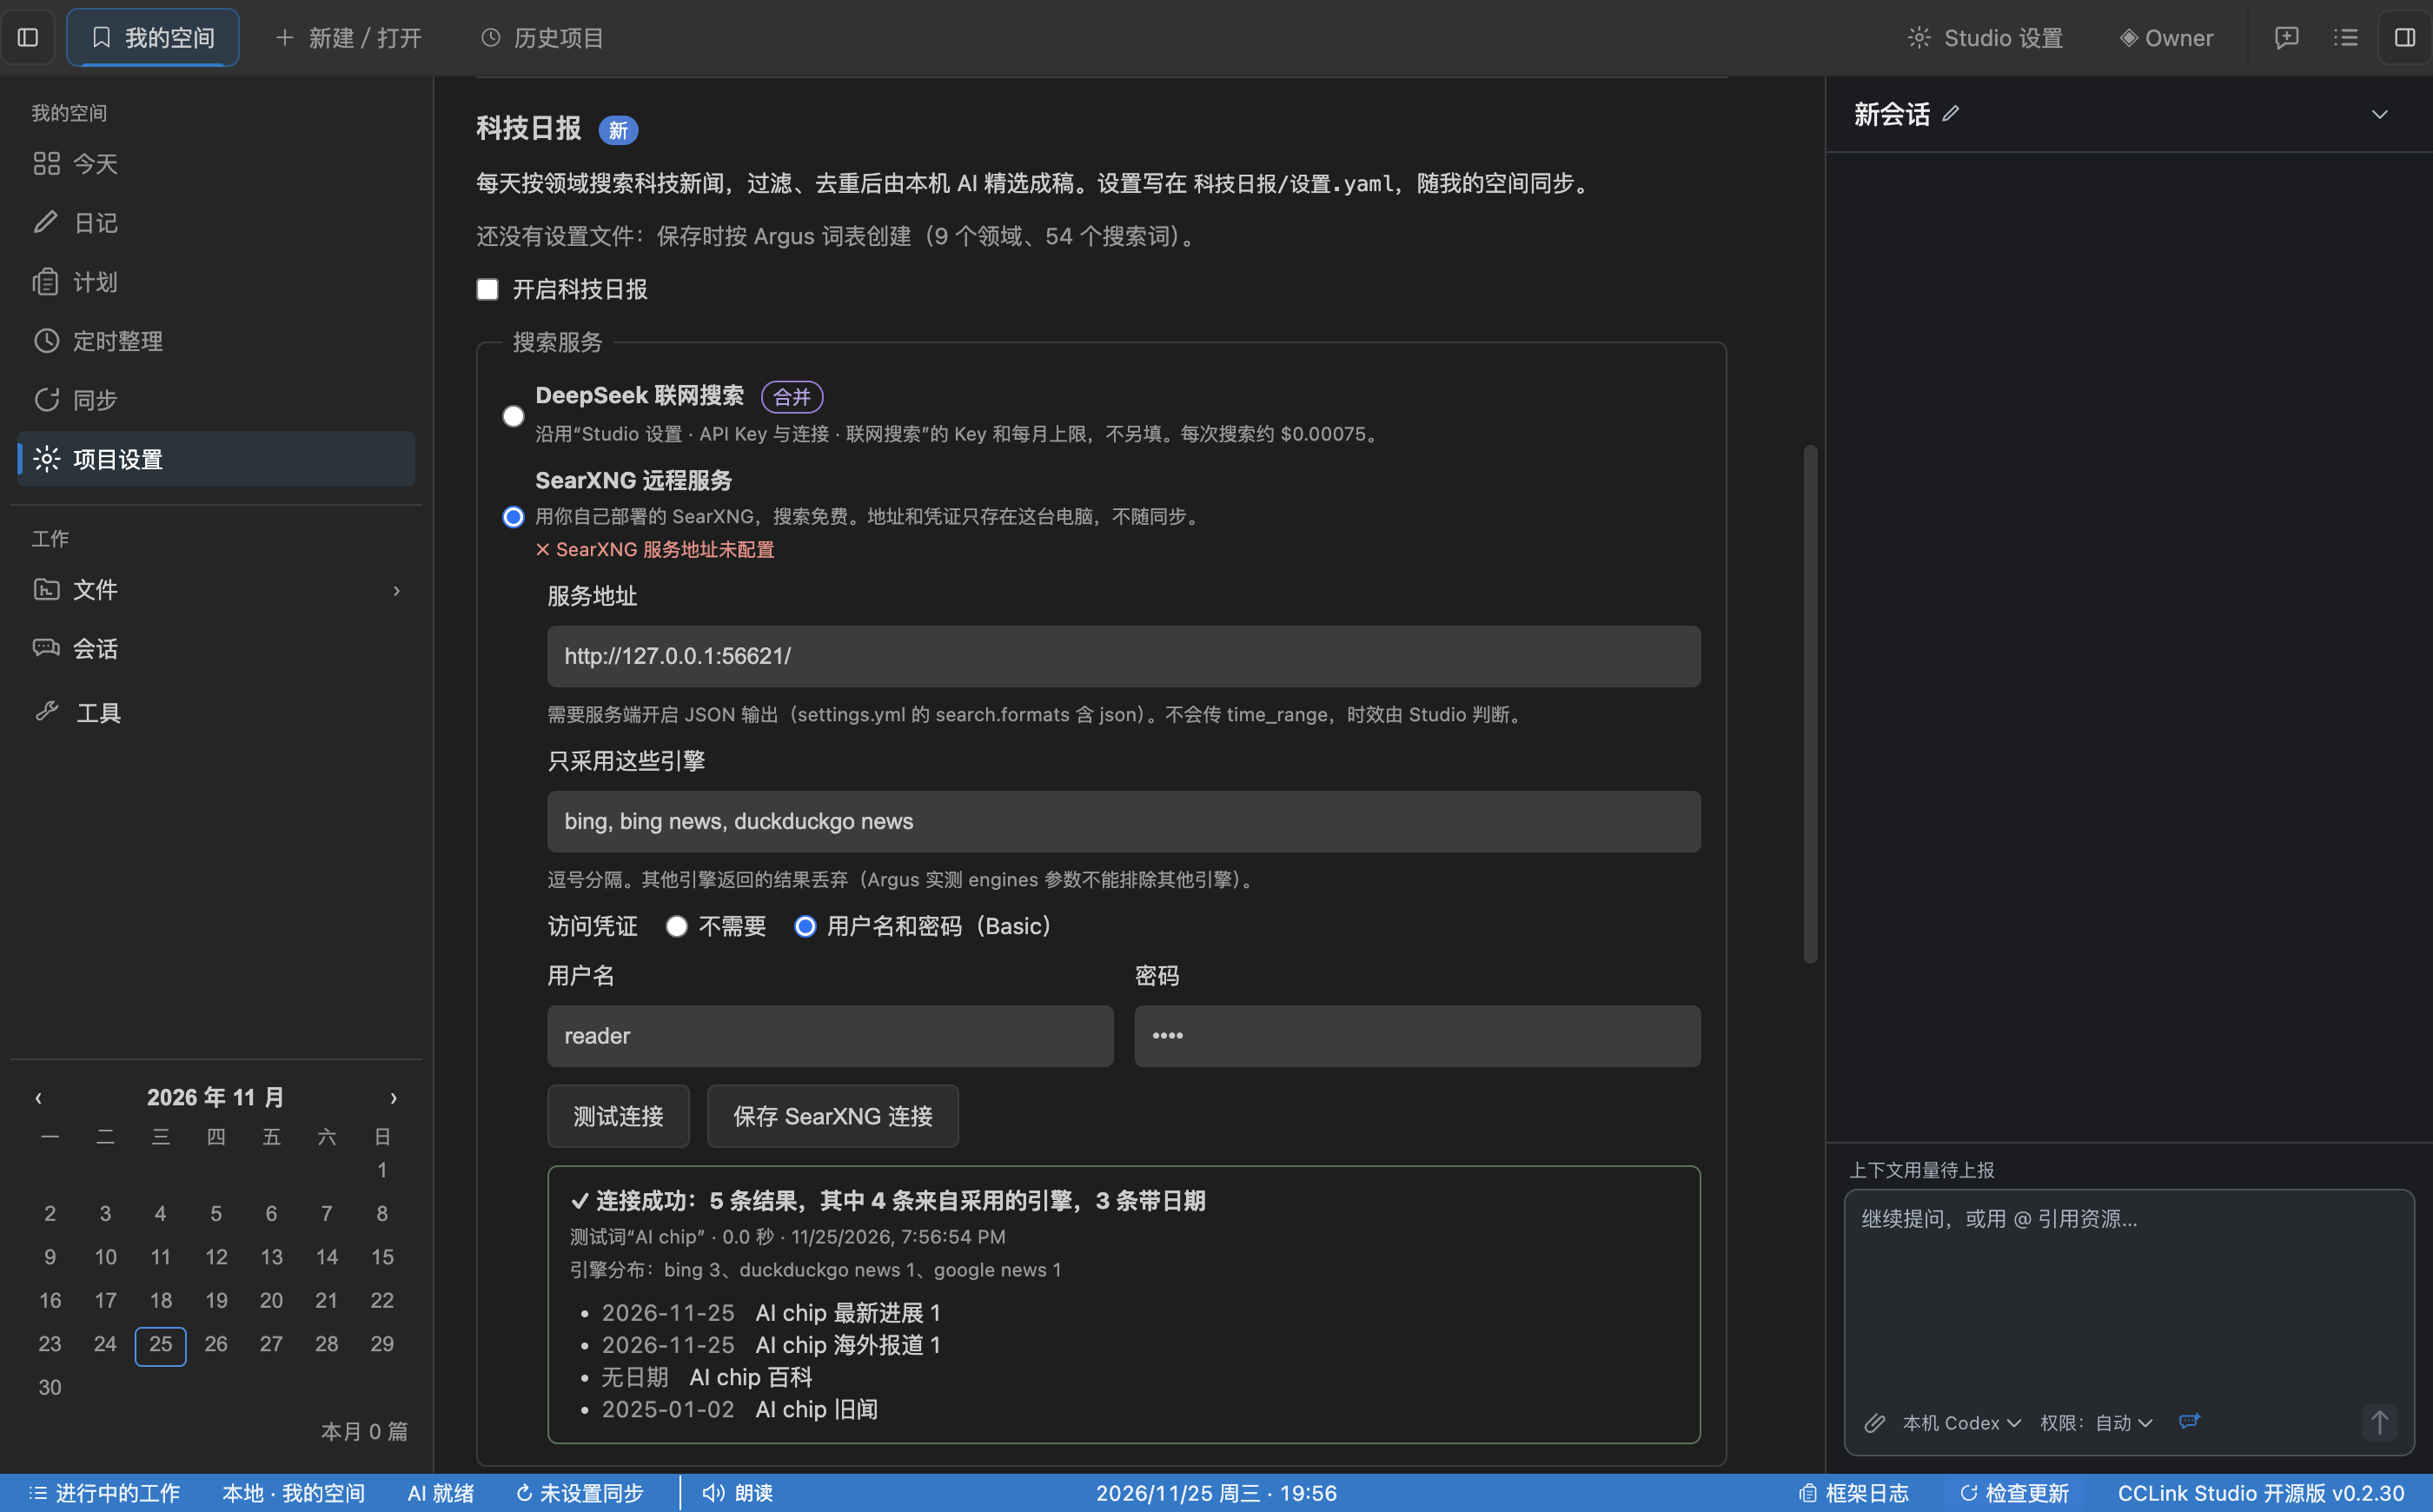 我的空间
新建 / 打开
历史项目
Studio 设置
Owner
我的空间
今天
日记
计划
定时整理
同步
项目设置
工作
文件
会话
工具
2026 年 11 月
一 二 三 四 五 六 日
1
2 3 4 5 6 7 8
9 10 11 12 13 14 15
16 17 18 19 20 21 22
23 24 25 26 27 28 29
30
本月 0 篇
科技日报 新
每天按领域搜索科技新闻，过滤、去重后由本机 AI 精选成稿。设置写在 科技日报/设置.yaml，随我的空间同步。
还没有设置文件：保存时按 Argus 词表创建（9 个领域、54 个搜索词）。
开启科技日报
搜索服务
DeepSeek 联网搜索 合并
沿用“Studio 设置 · API Key 与连接 · 联网搜索”的 Key 和每月上限，不另填。每次搜索约 $0.00075。
SearXNG 远程服务
用你自己部署的 SearXNG，搜索免费。地址和凭证只存在这台电脑，不随同步。
✕ SearXNG 服务地址未配置
服务地址
http://127.0.0.1:56621/
需要服务端开启 JSON 输出（settings.yml 的 search.formats 含 json）。不会传 time_range，时效由 Studio 判断。
只采用这些引擎
bing, bing news, duckduckgo news
逗号分隔。其他引擎返回的结果丢弃（Argus 实测 engines 参数不能排除其他引擎）。
访问凭证 不需要 用户名和密码（Basic）
用户名 密码
reader ••••
测试连接 保存 SearXNG 连接
✓ 连接成功：5 条结果，其中 4 条来自采用的引擎，3 条带日期
测试词“AI chip” · 0.0 秒 · 11/25/2026, 7:56:54 PM
引擎分布：bing 3、duckduckgo news 1、google news 1
• 2026-11-25 AI chip 最新进展 1
• 2026-11-25 AI chip 海外报道 1
• 无日期 AI chip 百科
• 2025-01-02 AI chip 旧闻
新会话
上下文用量待上报
继续提问，或用 @ 引用资源...
本机 Codex 权限：自动
进行中的工作 本地 · 我的空间 AI 就绪 未设置同步 朗读 2026/11/25 周三 · 19:56 框架日志 检查更新 CCLink Studio 开源版 v0.2.30